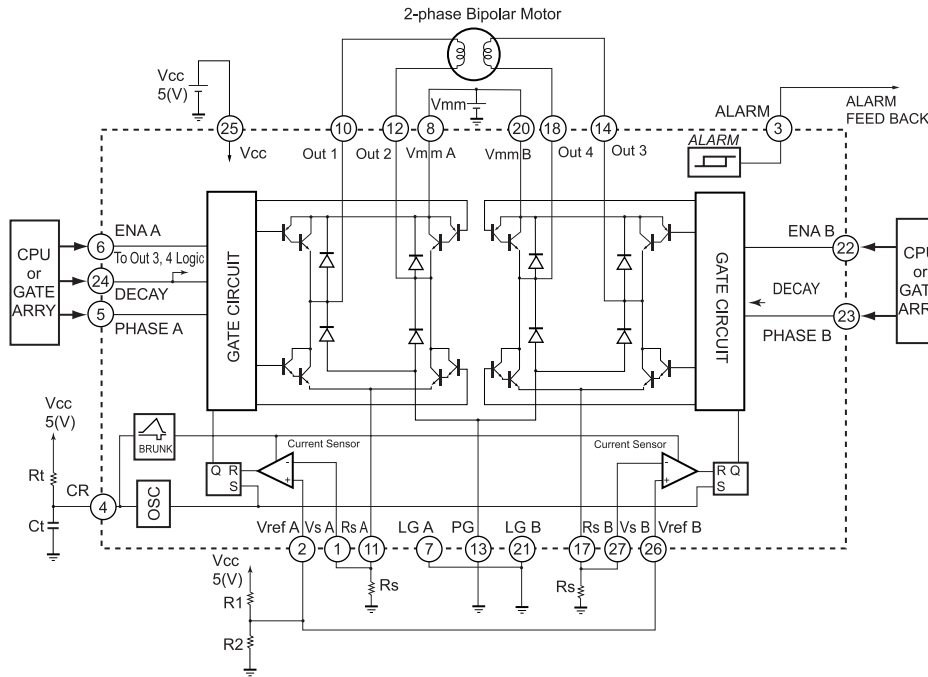 2-phase Bipolar Motor
Vcc
5(V)
Vmm
ALARM
ALARM
FEED BACK
25
10
12
8
20
18
14
3
Vcc
Out 1
Out 2
Vmm A
Vmm B
Out 4
Out 3
ALARM
CPU
or
GATE
ARRY
6
ENA A
To Out 3, 4 Logic
24
DECAY
5
PHASE A
GATE CIRCUIT
GATE CIRCUIT
ENA B
22
DECAY
PHASE B
23
CPU
or
GAT
ARR
Vcc
5(V)
Rt
CR
4
Ct
BRUNK
OSC
Q R
S
Current Sensor
-
+
Current Sensor
-
+
R Q
S
Vref A
Vs A
Rs A
LG A
PG
LG B
Rs B
Vs B
Vref B
2
1
11
7
13
21
17
27
26
Vcc
5(V)
R1
R2
Rs
Rs